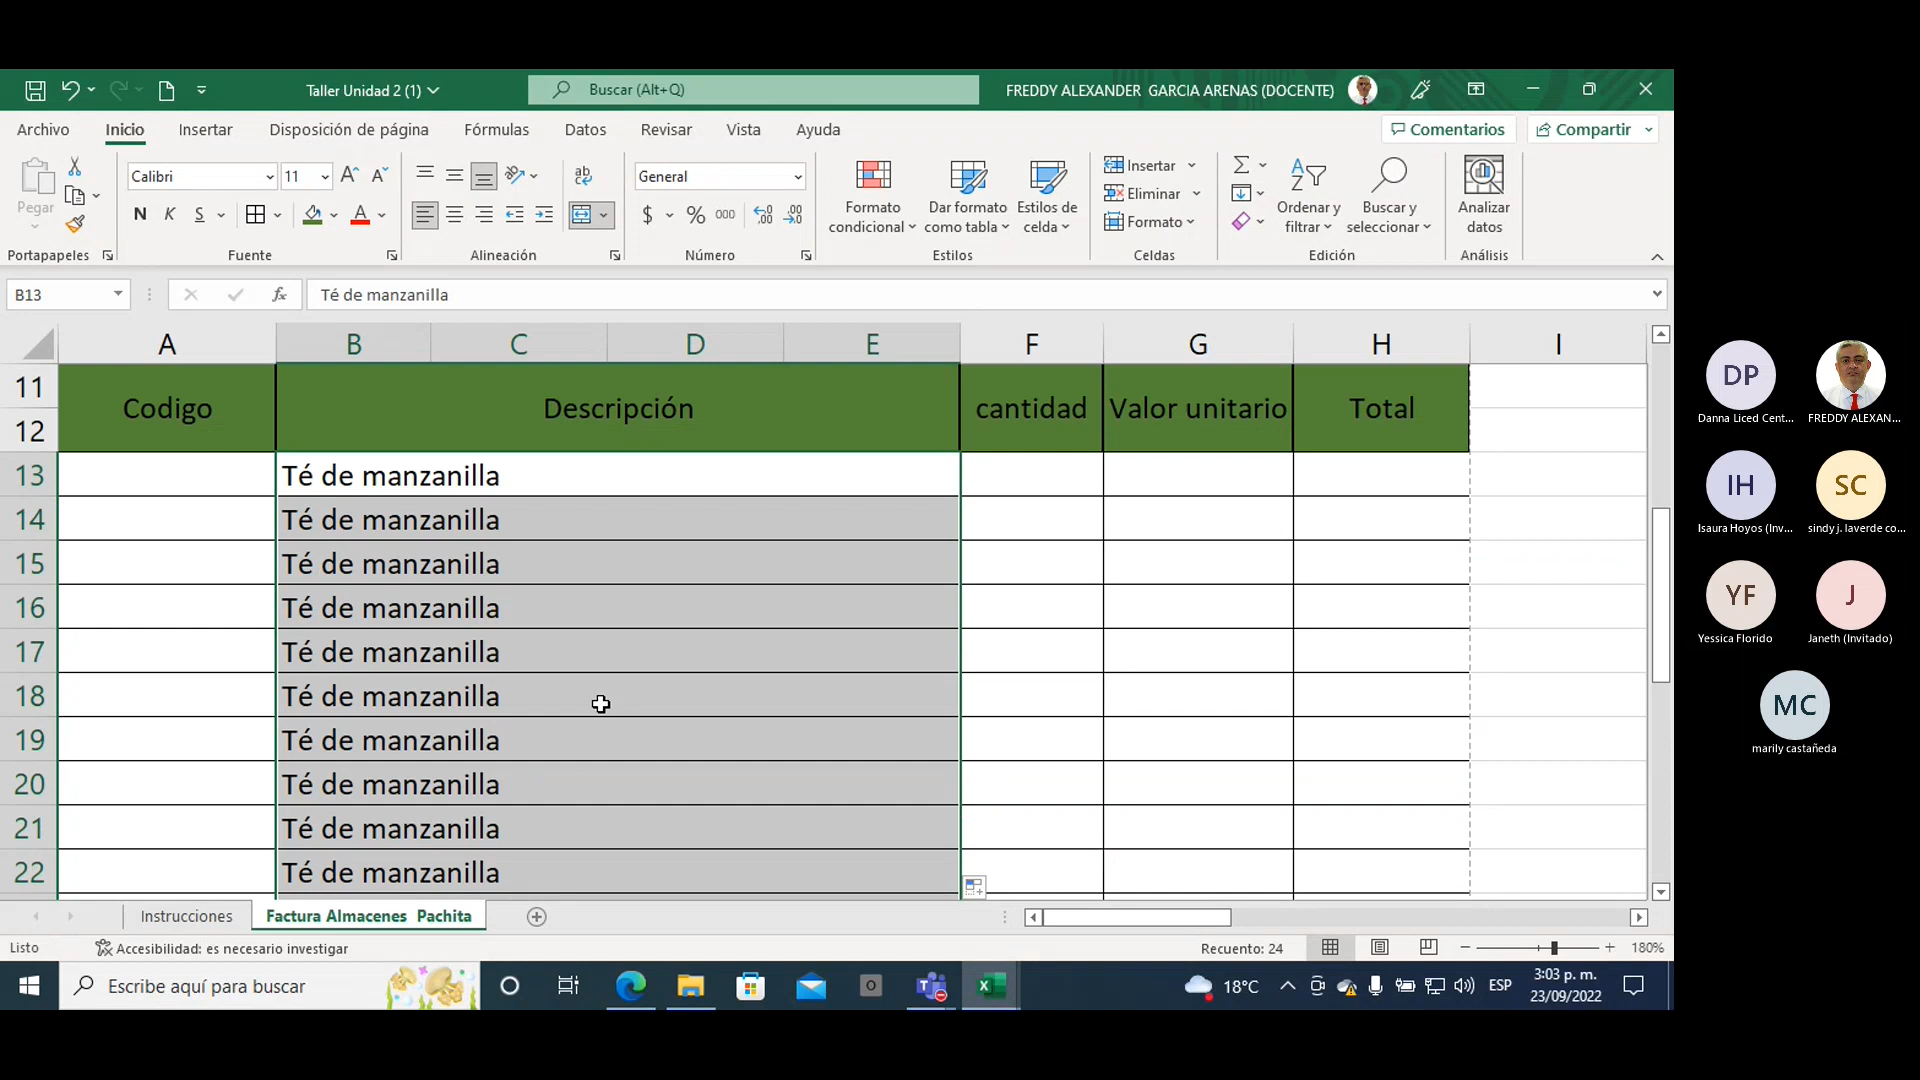 Taller Unidad 2 (1)
Buscar (Alt+Q)
FREDDY ALEXANDER GARCIA ARENAS (DOCENTE)
Archivo
Inicio
Insertar
Disposición de página
Fórmulas
Datos
Revisar
Vista
Ayuda
Comentarios
Compartir
Pegar
Portapapeles
Calibri
11
N K S
Fuente
Alineación
General
$ % 000
Número
Formato condicional
Dar formato como tabla
Estilos de celda
Estilos
Insertar
Eliminar
Formato
Celdas
Ordenar y filtrar
Buscar y seleccionar
Edición
Analizar datos
Análisis
B13
fx
Té de manzanilla
A B C D E F G H I
11
12
Codigo
Descripción
cantidad
Valor unitario
Total
13 Té de manzanilla
14 Té de manzanilla
15 Té de manzanilla
16 Té de manzanilla
17 Té de manzanilla
18 Té de manzanilla
19 Té de manzanilla
20 Té de manzanilla
21 Té de manzanilla
22 Té de manzanilla
Instrucciones
Factura Almacenes Pachita
Listo
Accesibilidad: es necesario investigar
Recuento: 24
180%
Escribe aquí para buscar
18°C
ESP
3:03 p. m.
23/09/2022
DP
Danna Liced Cent...
FREDDY ALEXAN...
IH
Isaura Hoyos (Inv...
SC
sindy j. laverde co...
YF
Yessica Florido
J
Janeth (Invitado)
MC
marily castañeda